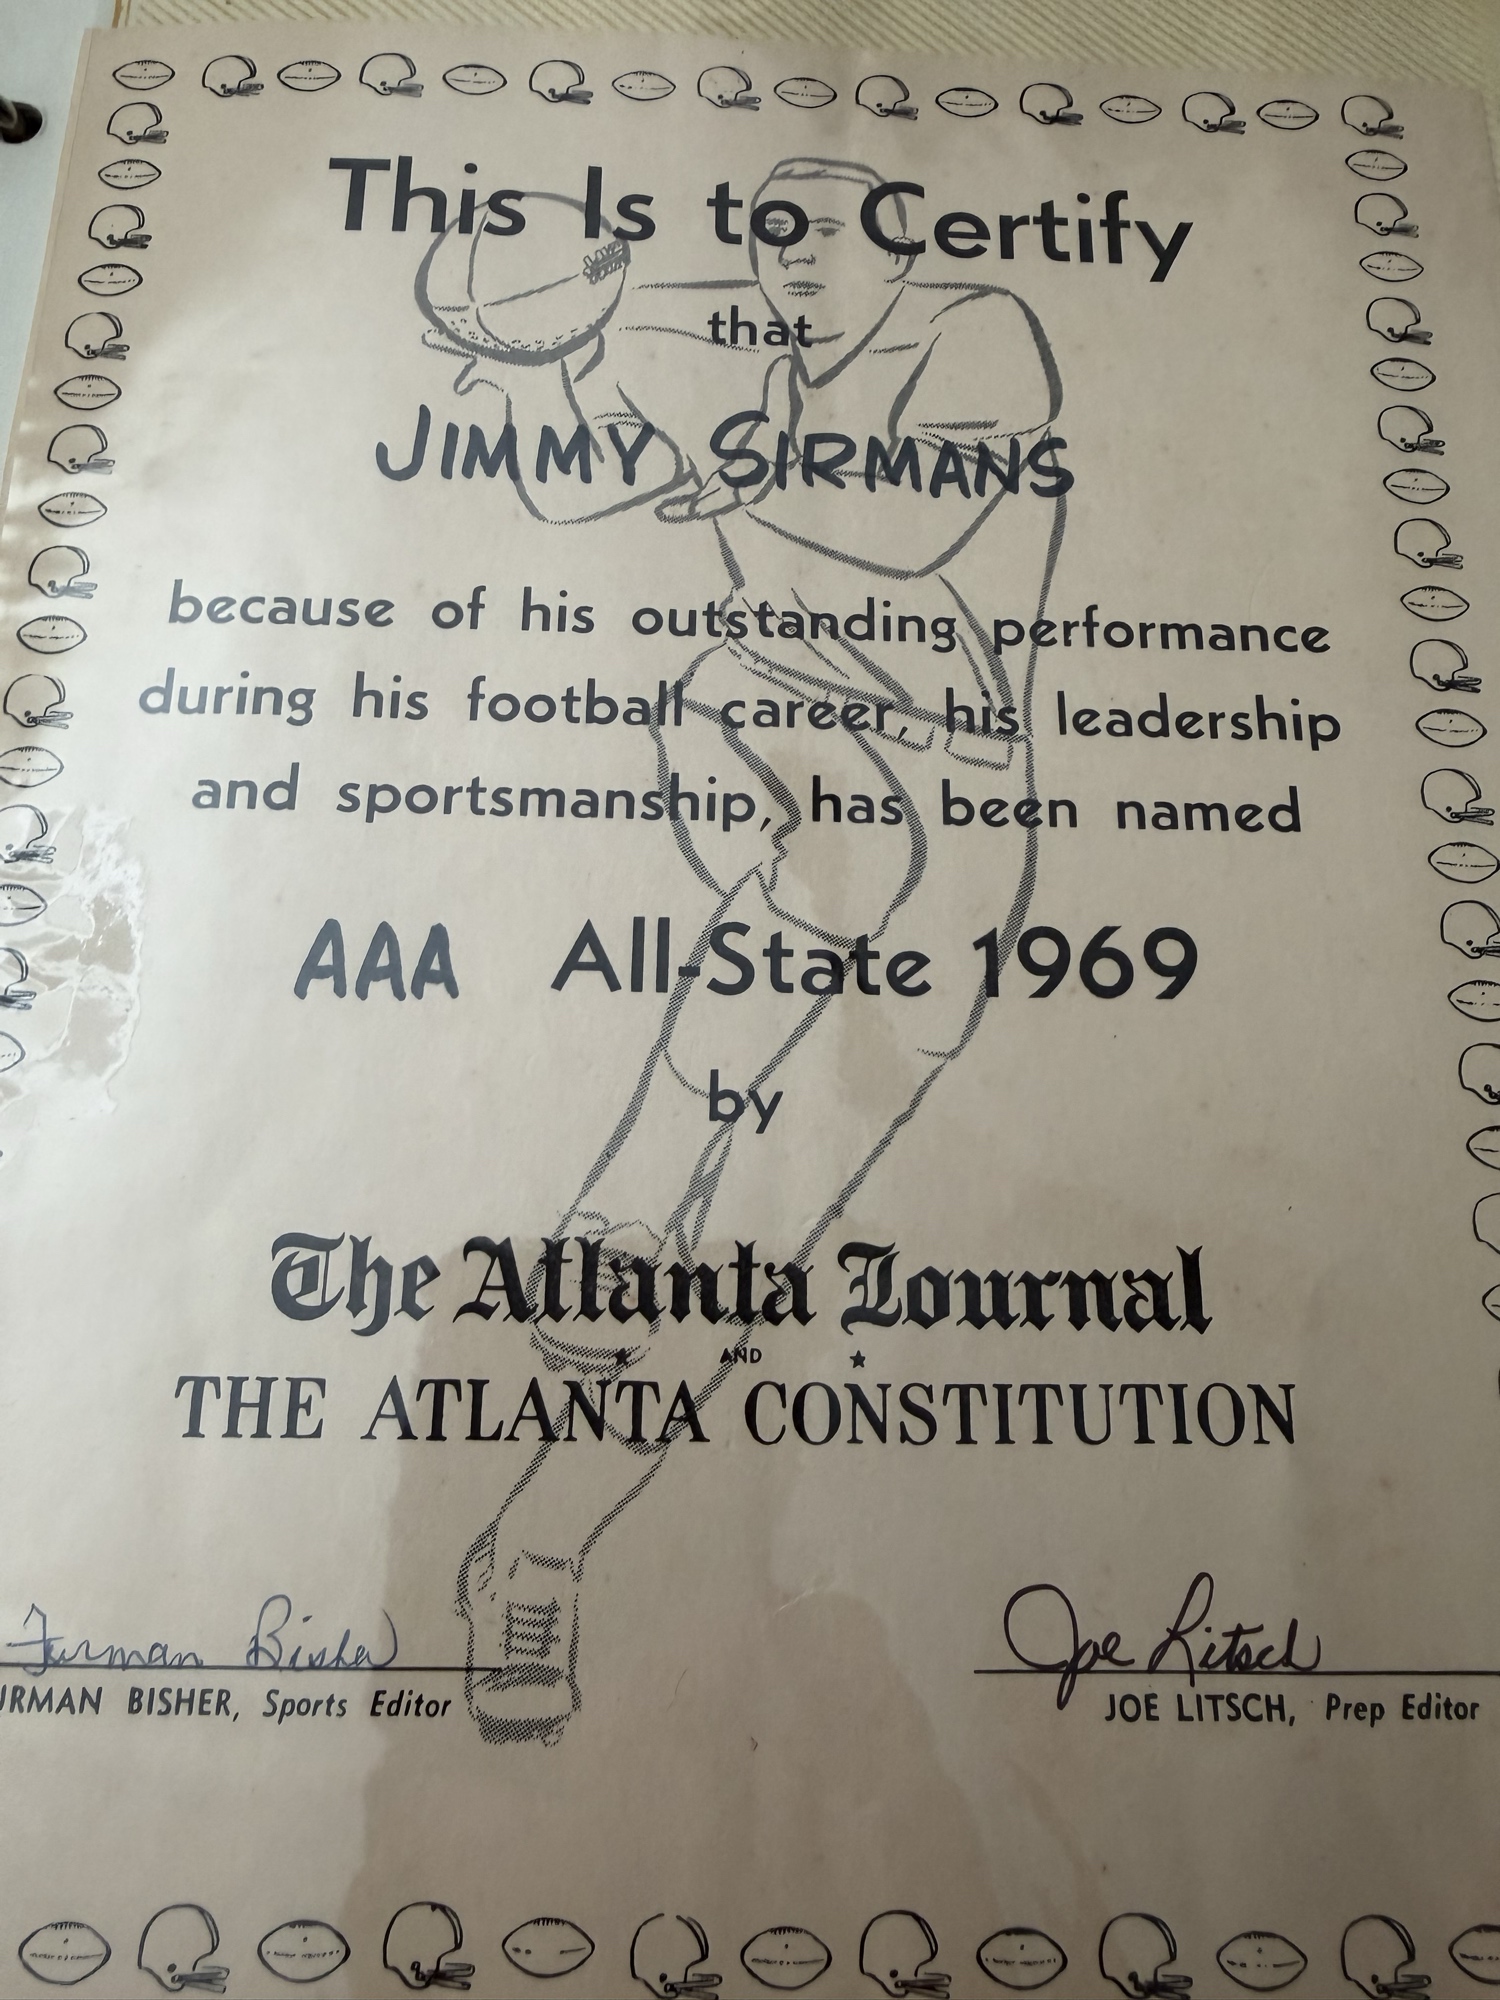 This Is to Certify
that
JIMMY SIRMANS
because of his outstanding performance
during his football career, his leadership
and sportsmanship, has been named
AAA All-State 1969
by
The Atlanta Journal
AND
THE ATLANTA CONSTITUTION
Furman Bisher
Joe Litsch
URMAN BISHER, Sports Editor
JOE LITSCH, Prep Editor